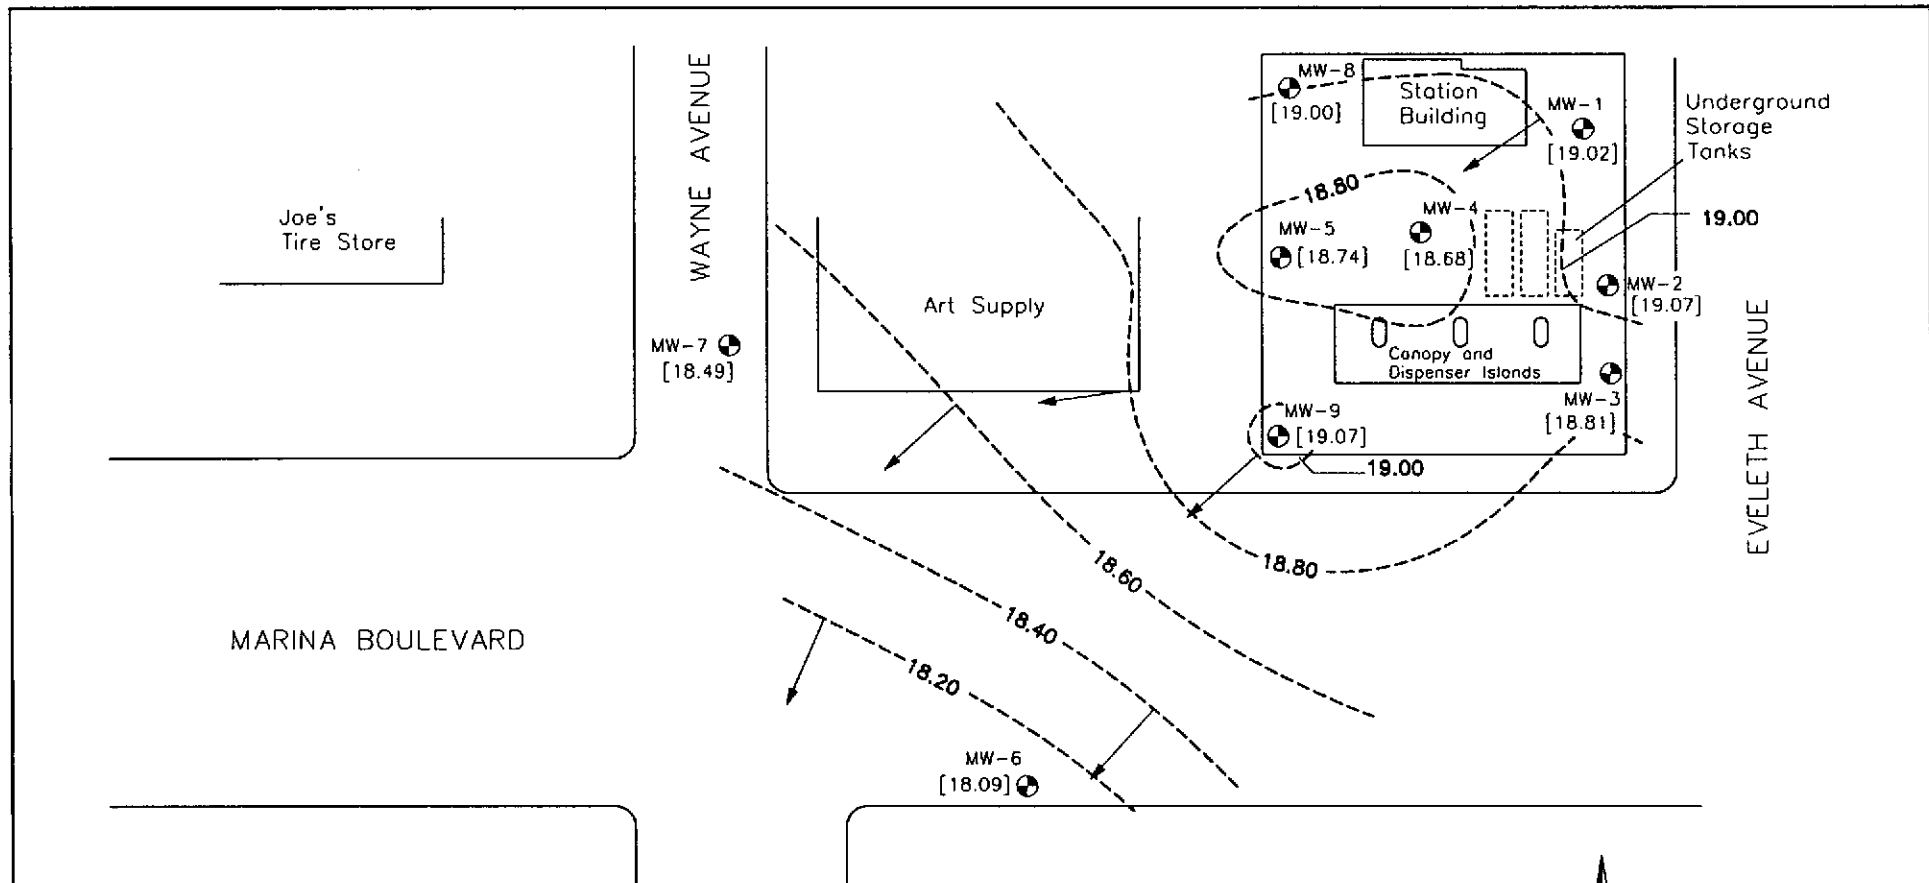 MW-8
[19.00]
Station
Building
MW-1
[19.02]
Underground
Storage
Tanks
WAYNE AVENUE
18.80
Joe's
Tire Store
MW-4
[18.68]
MW-5
[18.74]
19.00
MW-2
[19.07]
Art Supply
EVELETH AVENUE
MW-7
[18.49]
Canopy and
Dispenser Islands
MW-3
[18.81]
MW-9
[19.07]
19.00
18.80
18.60
18.40
MARINA BOULEVARD
18.20
MW-6
[18.09]